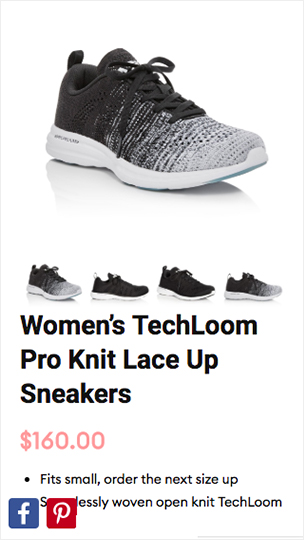 Women's TechLoom
Pro Knit Lace Up
Sneakers
$160.00
• Fits small, order the next size up
lessly woven open knit TechLoom